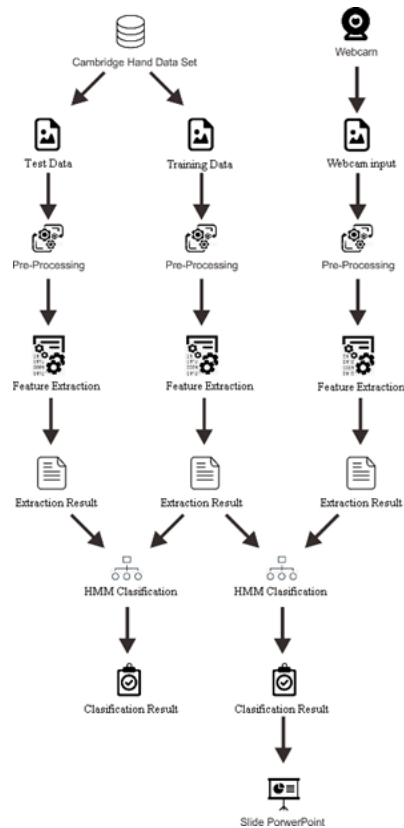 Cambridge Hand Data Set
Webcam
Test Data
Training Data
Webcam input
Pre-Processing
Pre-Processing
Pre-Processing
Feature Extraction
Feature Extraction
Feature Extraction
Extraction Result
Extraction Result
Extraction Result
HMM Clasification
HMM Clasification
Clasification Result
Clasification Result
Slide PorwerPoint